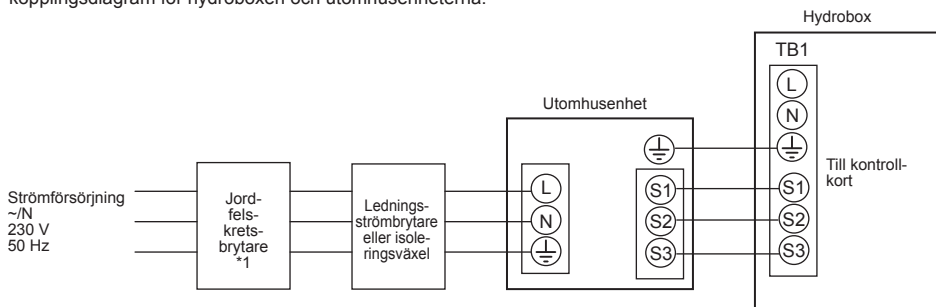 kopplingsdiagram för hydroboxen och utomhusenheterna.
Hydrobox
TB1
L
N
Utomhusenhet
Till kontroll-
kort
Strömförsörjning
~/N
230 V
50 Hz
Jord-
fels-
krets-
brytare
*1
Lednings-
strömbrytare
eller isole-
ringsväxel
L
N
S1
S2
S3
S1
S2
S3